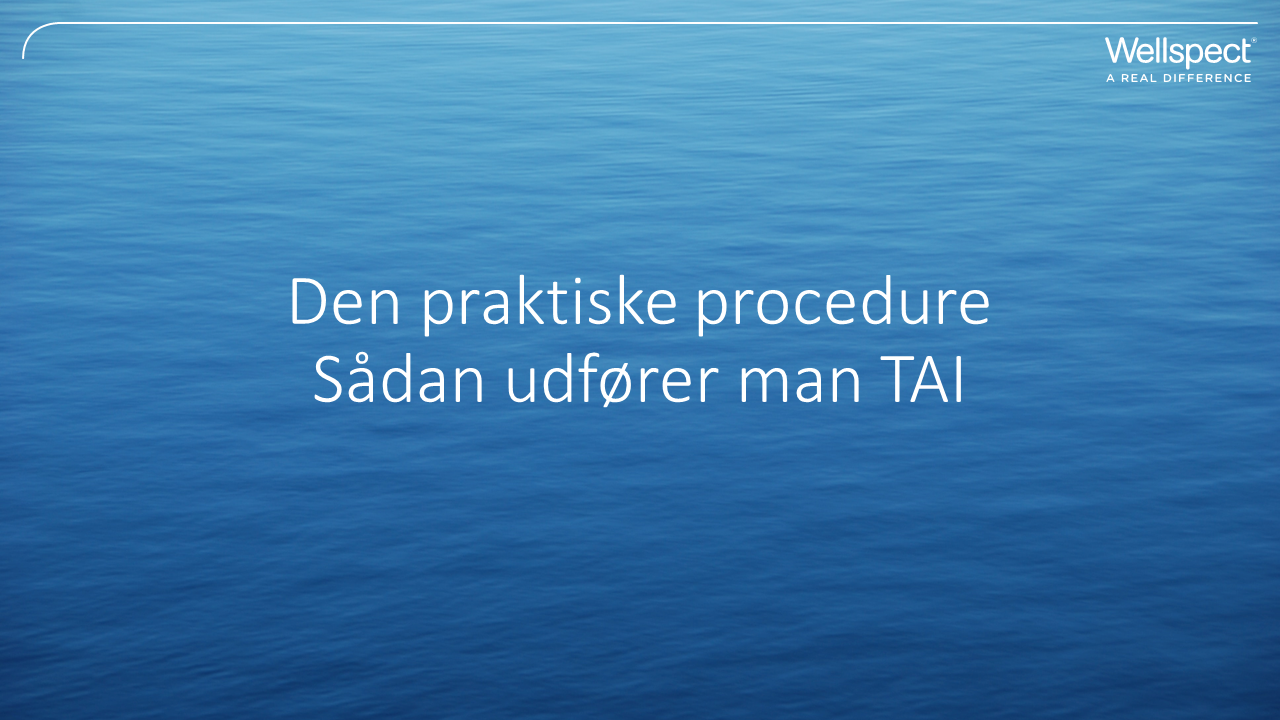 Wellspect®
A REAL DIFFERENCE
Den praktiske procedure
Sådan udfører man TAI